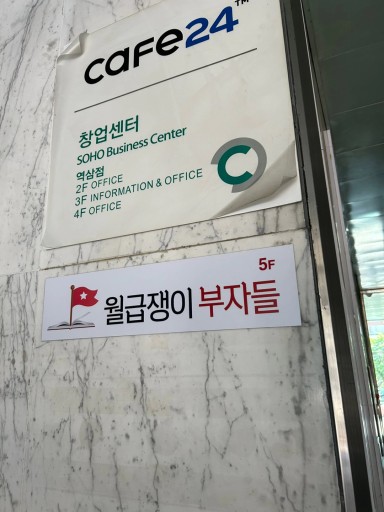 cafe24™
창업센터
SOHO Business Center
역삼점
2F OFFICE
3F INFORMATION & OFFICE
4F OFFICE
5F
월급쟁이 부자들